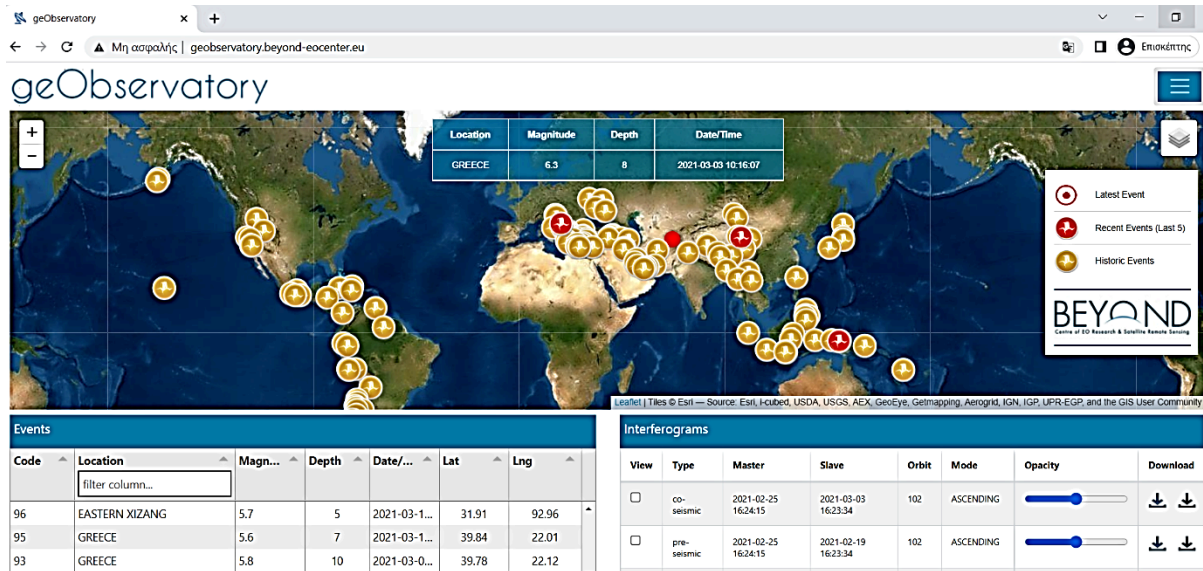 geObservatory
Μη ασφαλής | geobservatory.beyond-eocenter.eu
Επισκέπτης
geObservatory
+
−
Location Magnitude Depth Date/Time
GREECE 6.3 8 2021-03-03 10:16:07
Latest Event
Recent Events (Last 5)
Historic Events
BEYOND
Centre of EO Research & Satellite Remote Sensing
Leaflet | Tiles © Esri — Source: Esri, i-cubed, USDA, USGS, AEX, GeoEye, Getmapping, Aerogrid, IGN, IGP, UPR-EGP, and the GIS User Community
Events
Code Location Magn... Depth Date/... Lat Lng
filter column...
96 EASTERN XIZANG 5.7 5 2021-03-1... 31.91 92.96
95 GREECE 5.6 7 2021-03-1... 39.84 22.01
93 GREECE 5.8 10 2021-03-0... 39.78 22.12
Interferograms
View Type Master Slave Orbit Mode Opacity Download
co-seismic 2021-02-25 16:24:15 2021-03-03 16:23:34 102 ASCENDING
pre-seismic 2021-02-25 16:24:15 2021-02-19 16:23:34 102 ASCENDING